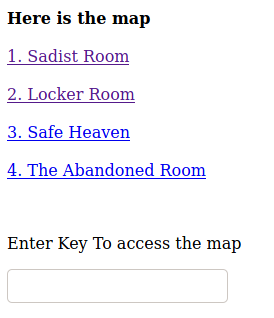 Here is the map
1. Sadist Room
2. Locker Room
3. Safe Heaven
4. The Abandoned Room
Enter Key To access the map